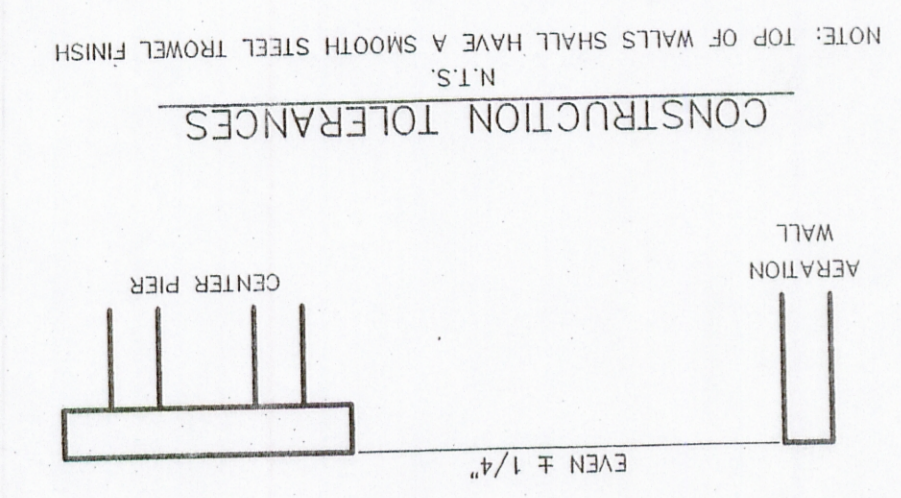 EVEN ± 1/4"
AERATION
WALL
CENTER PIER
CONSTRUCTION TOLERANCES
N.T.S.
NOTE: TOP OF WALLS SHALL HAVE A SMOOTH STEEL TROWEL FINISH